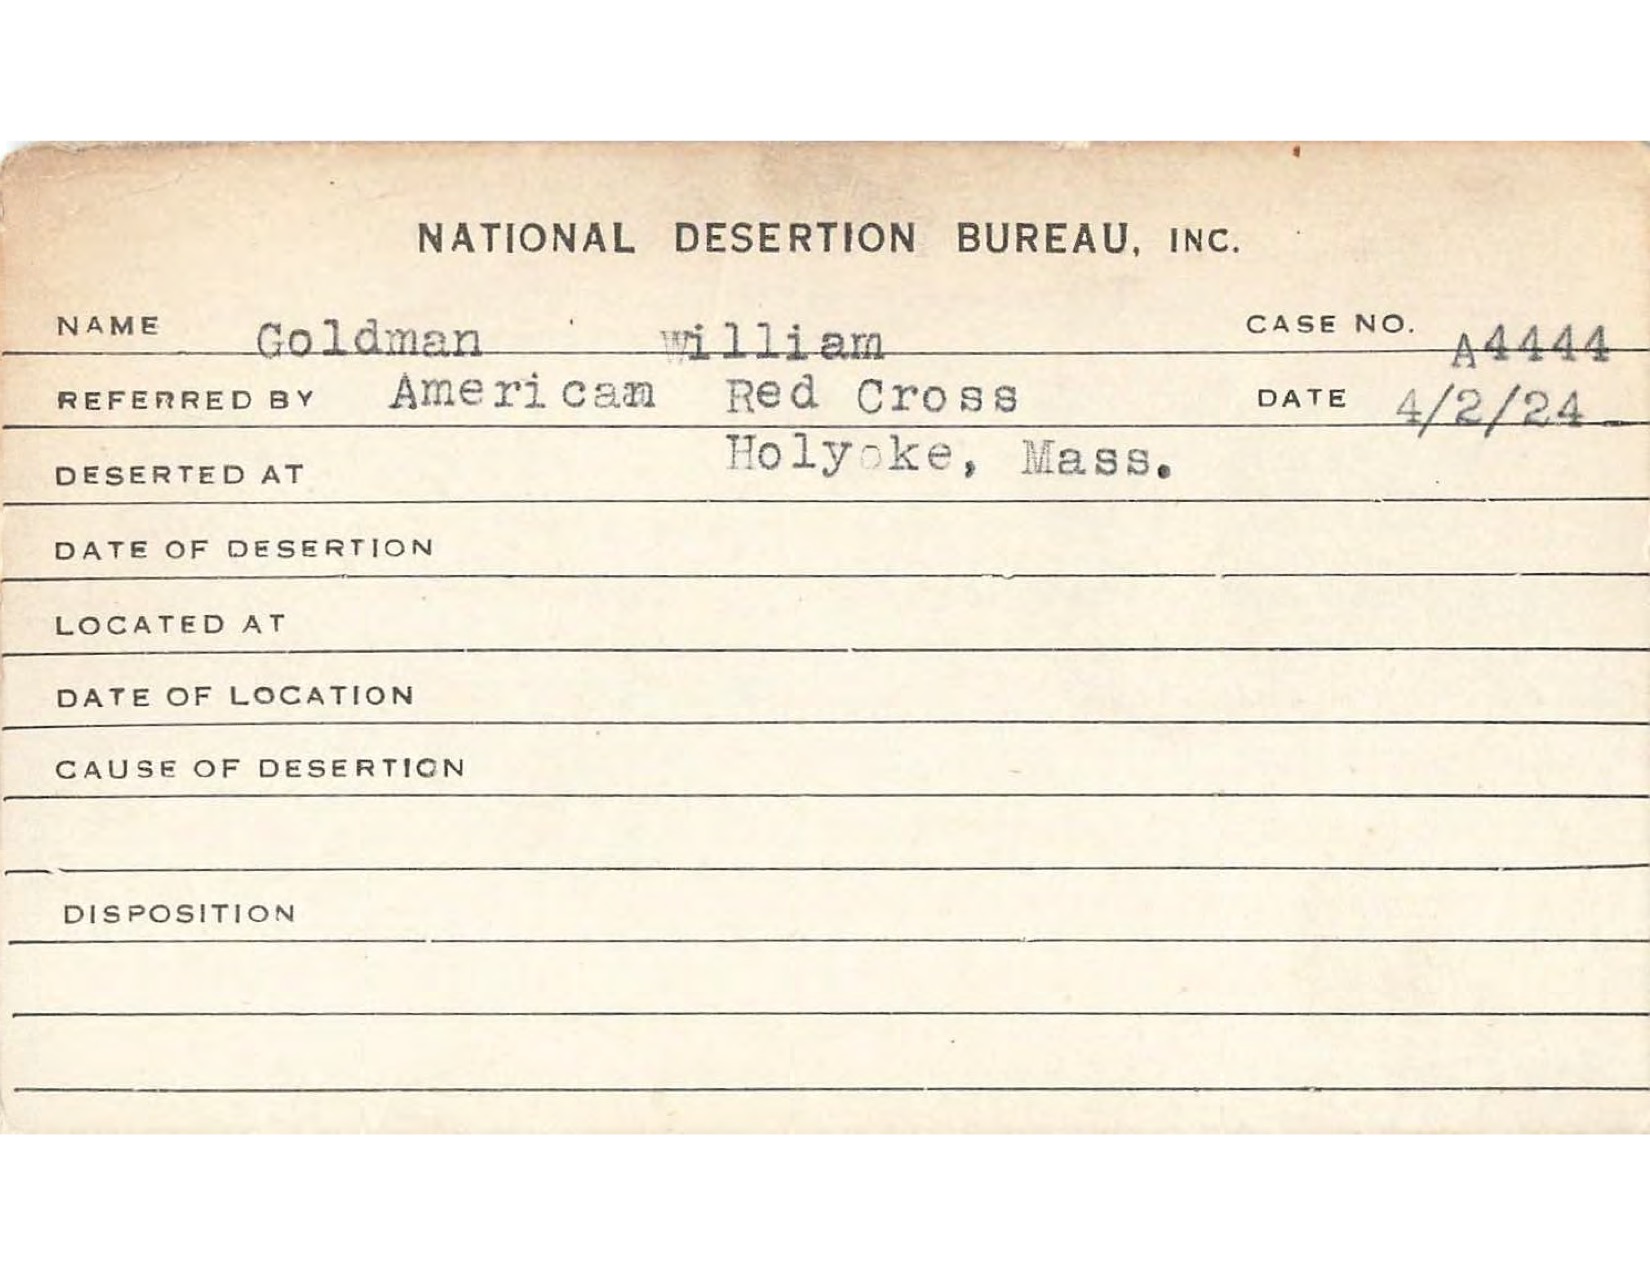 NATIONAL DESERTION BUREAU, INC.
NAME Goldman William CASE NO. A4444
REFERRED BY American Red Cross DATE 4/2/24
Holyoke, Mass.
DESERTED AT
DATE OF DESERTION
LOCATED AT
DATE OF LOCATION
CAUSE OF DESERTION
DISPOSITION